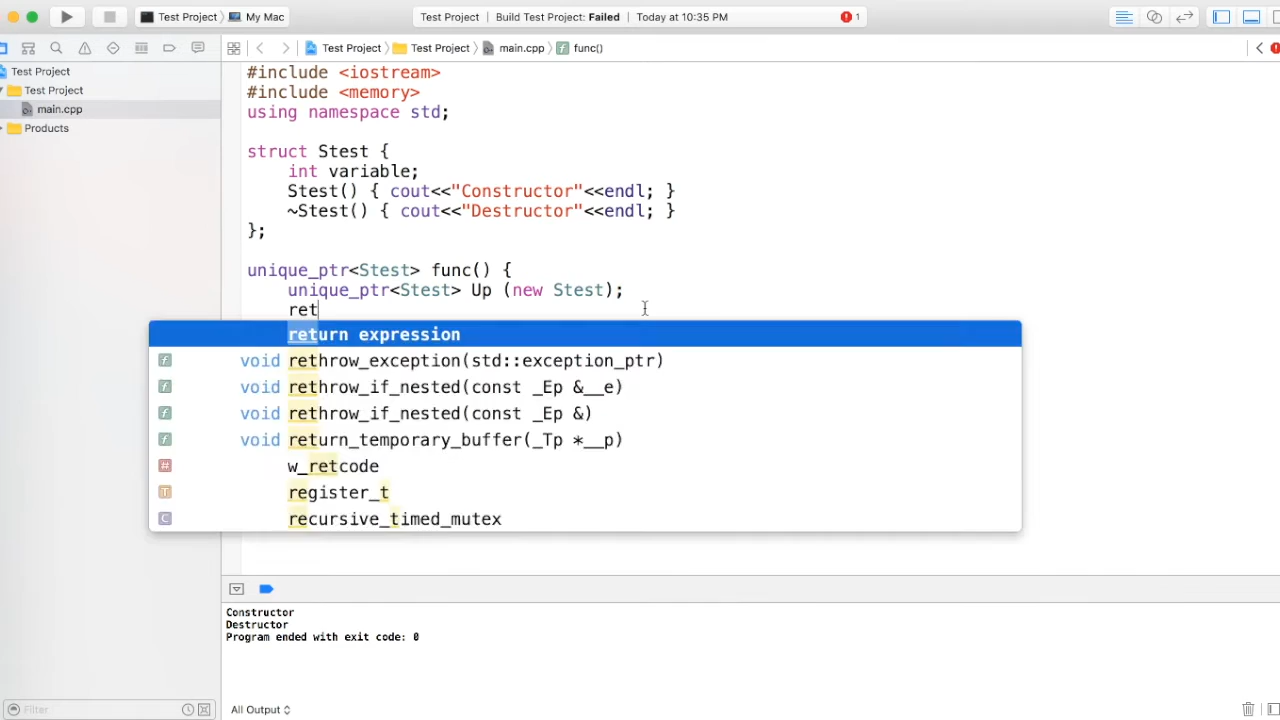 Test Project
My Mac
Test Project | Build Test Project: Failed | Today at 10:35 PM
1
Test Project
Test Project
main.cpp
func()
Test Project
Test Project
main.cpp
Products
#include <iostream>
#include <memory>
using namespace std;
struct Stest {
int variable;
Stest() { cout<<"Constructor"<<endl; }
~Stest() { cout<<"Destructor"<<endl; }
};
unique_ptr<Stest> func() {
unique_ptr<Stest> Up (new Stest);
ret
return expression
f void rethrow_exception(std::exception_ptr)
f void rethrow_if_nested(const _Ep &__e)
f void rethrow_if_nested(const _Ep &)
f void return_temporary_buffer(_Tp *__p)
# w_retcode
T register_t
C recursive_timed_mutex
Constructor
Destructor
Program ended with exit code: 0
Filter
All Output